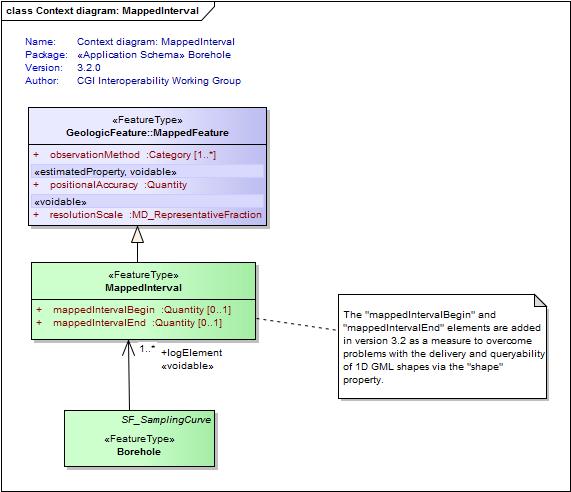 class Context diagram: MappedInterval
Name: Context diagram: MappedInterval
Package: «Application Schema» Borehole
Version: 3.2.0
Author: CGI Interoperability Working Group
«FeatureType»
GeologicFeature::MappedFeature
+ observationMethod :Category [1..*]
«estimatedProperty, voidable»
+ positionalAccuracy :Quantity
«voidable»
+ resolutionScale :MD_RepresentativeFraction
«FeatureType»
MappedInterval
+ mappedIntervalBegin :Quantity [0..1]
+ mappedIntervalEnd :Quantity [0..1]
The "mappedIntervalBegin" and
"mappedIntervalEnd" elements are added
in version 3.2 as a measure to overcome
problems with the delivery and queryability
of 1D GML shapes via the "shape"
property.
1..* +logElement
«voidable»
SF_SamplingCurve
«FeatureType»
Borehole